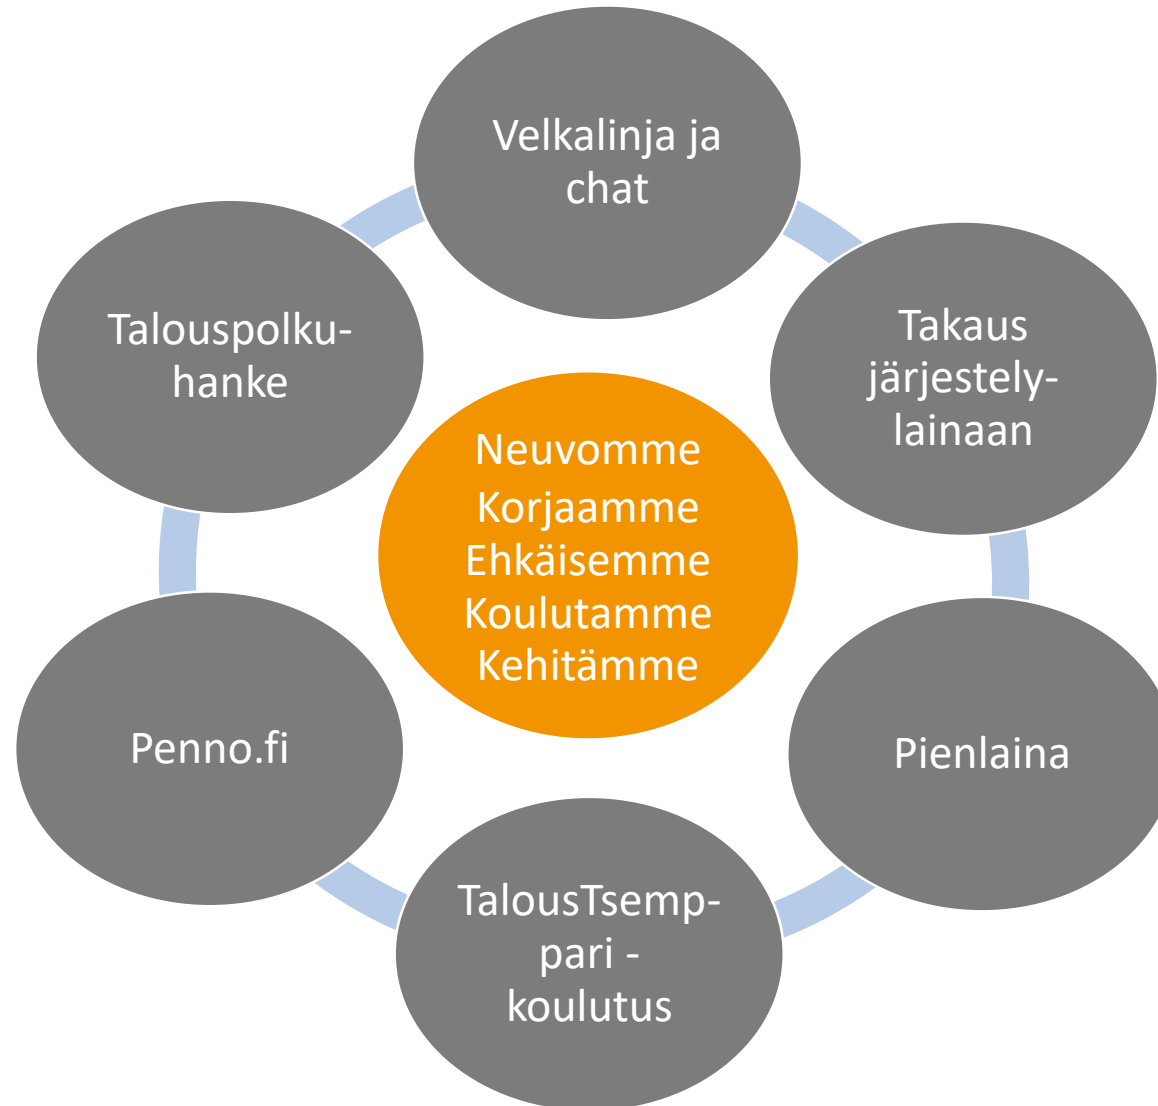 Velkalinja ja
chat
Takaus
järjestely-
lainaan
Pienlaina
TalousTsemp-
pari -
koulutus
Penno.fi
Talouspolku-
hanke
Neuvomme
Korjaamme
Ehkäisemme
Koulutamme
Kehitämme